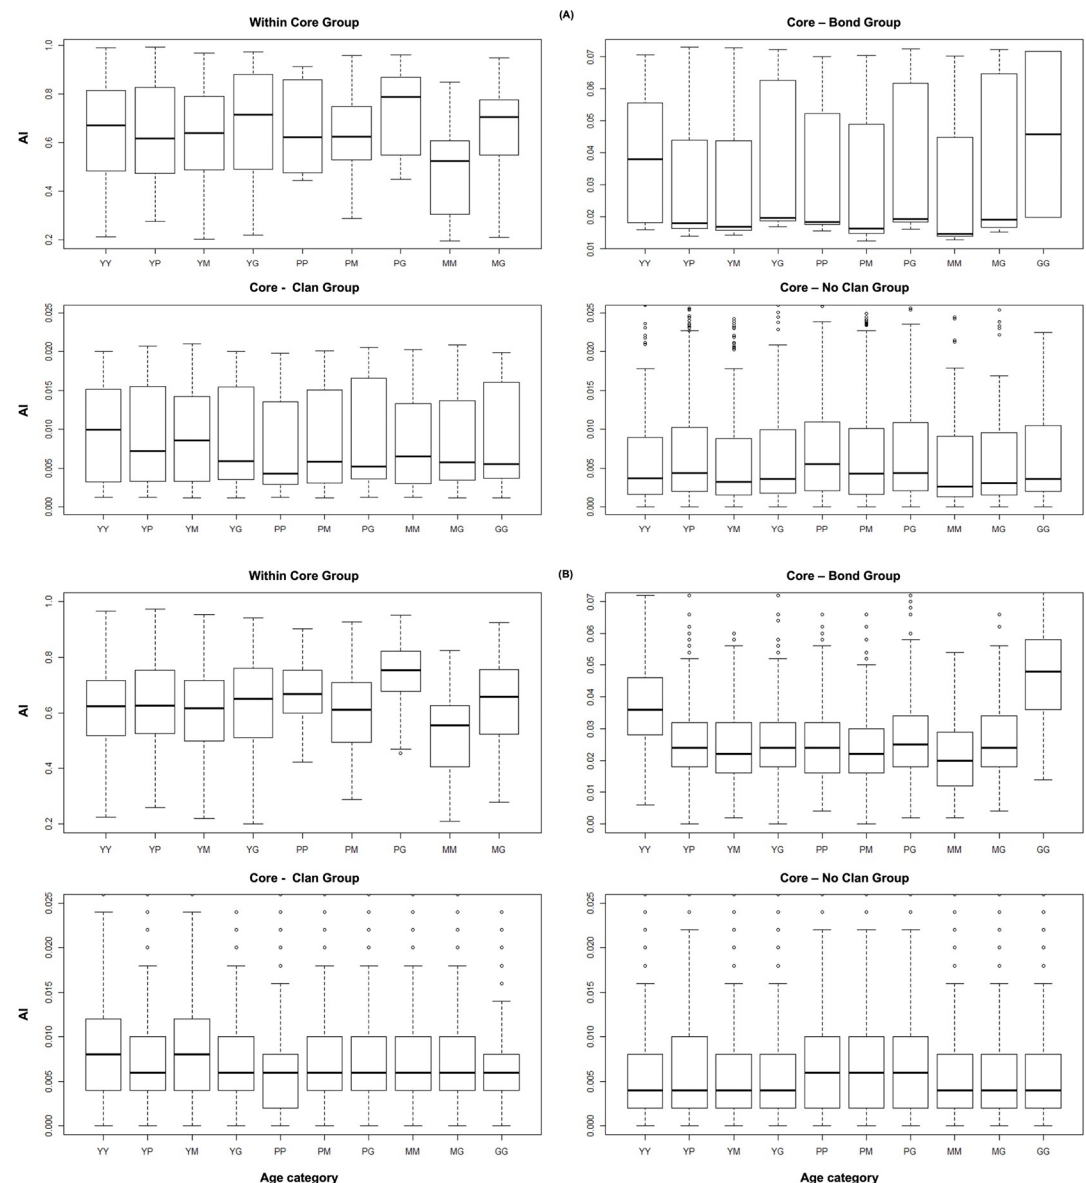 (A)
Within Core Group
AI
1.0
0.8
0.6
0.4
0.2
YY YP YM YG PP PM PG MM MG
Core – Bond Group
0.07
0.06
0.05
0.04
0.03
0.02
0.01
YY YP YM YG PP PM PG MM MG GG
Core - Clan Group
AI
0.025
0.020
0.015
0.010
0.005
0.000
YY YP YM YG PP PM PG MM MG GG
Core – No Clan Group
0.025
0.020
0.015
0.010
0.005
0.000
YY YP YM YG PP PM PG MM MG GG
(B)
Within Core Group
AI
1.0
0.8
0.6
0.4
0.2
YY YP YM YG PP PM PG MM MG
Core – Bond Group
0.07
0.06
0.05
0.04
0.03
0.02
0.01
0.00
YY YP YM YG PP PM PG MM MG GG
Core - Clan Group
AI
0.025
0.020
0.015
0.010
0.005
0.000
YY YP YM YG PP PM PG MM MG GG
Age category
Core – No Clan Group
0.025
0.020
0.015
0.010
0.005
0.000
YY YP YM YG PP PM PG MM MG GG
Age category